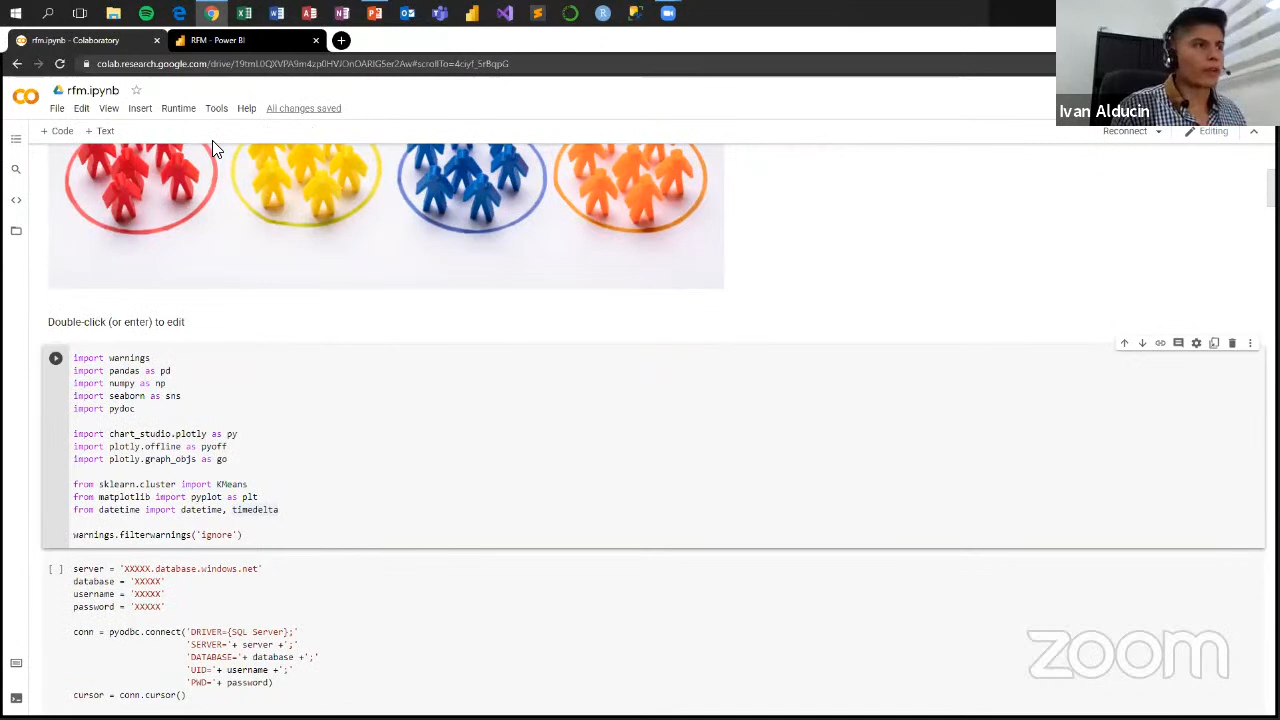 rfm.ipynb - Colaboratory
RFM - Power BI
colab.research.google.com/drive/
rfm.ipynb
File Edit View Insert Runtime Tools Help All changes saved
+ Code + Text
Ivan Alducin
Reconnect
Editing
Double-click (or enter) to edit
import warnings
import pandas as pd
import numpy as np
import seaborn as sns
import pydoc
import chart_studio.plotly as py
import plotly.offline as pyoff
import plotly.graph_objs as go
from sklearn.cluster import KMeans
from matplotlib import pyplot as plt
from datetime import datetime, timedelta
warnings.filterwarnings('ignore')
[ ] server = 'XXXXX.database.windows.net'
database = 'XXXXX'
username = 'XXXXX'
password = 'XXXXX'
conn = pyodbc.connect('DRIVER={SQL Server};'
'SERVER='+ server +';'
'DATABASE='+ database +';'
'UID='+ username +';'
'PWD='+ password)
cursor = conn.cursor()
zoom